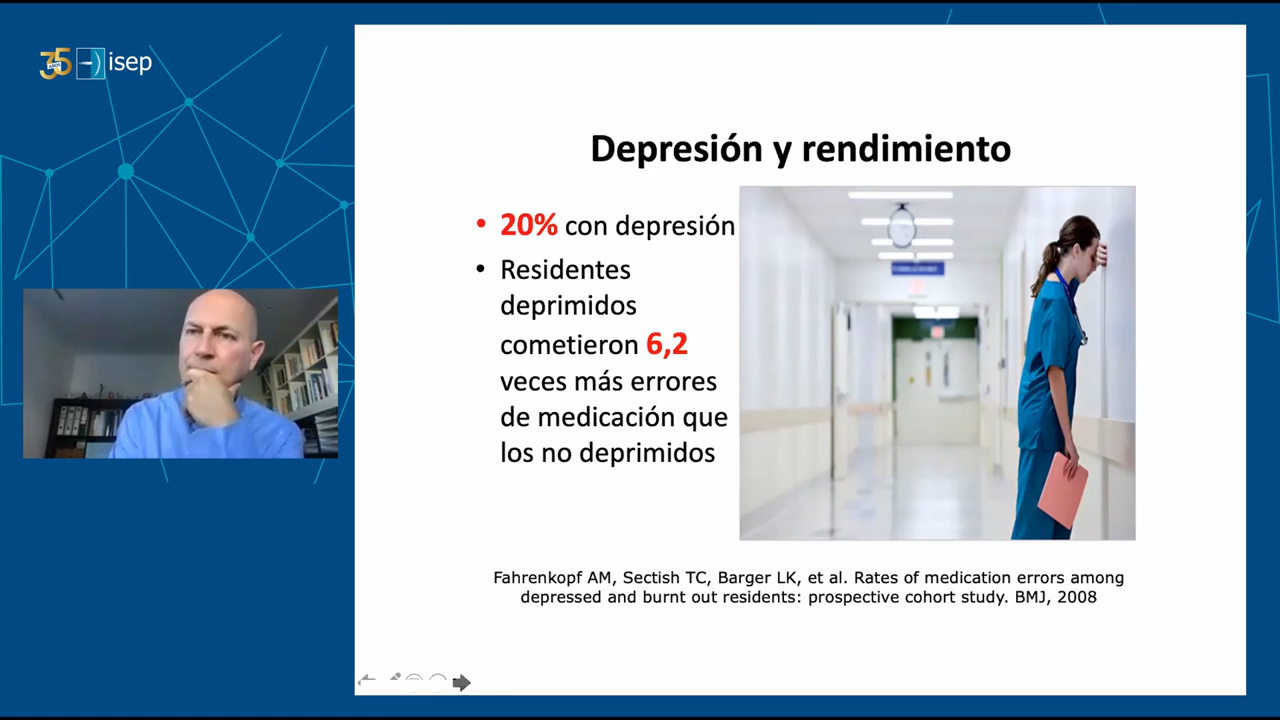 35 isep
Depresión y rendimiento
• 20% con depresión
• Residentes
deprimidos
cometieron 6,2
veces más errores
de medicación que
los no deprimidos
Fahrenkopf AM, Sectish TC, Barger LK, et al. Rates of medication errors among
depressed and burnt out residents: prospective cohort study. BMJ, 2008